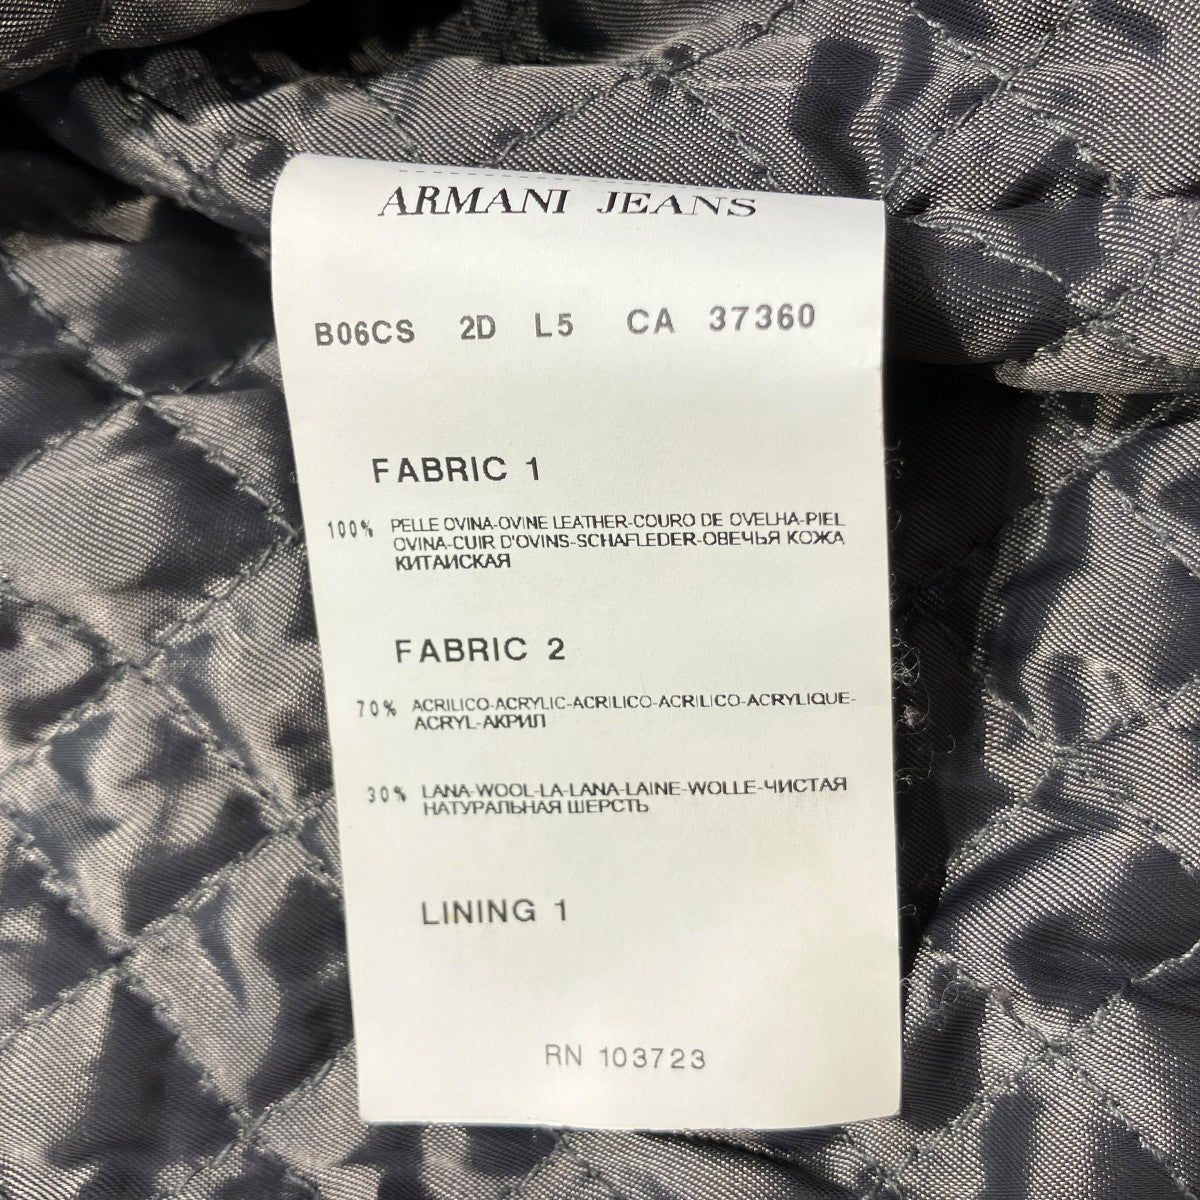 ARMANI JEANS
B06CS 2D L5 CA 37360
FABRIC 1
100% PELLE OVINA-OVINE LEATHER-COURO DE OVELHA-PIEL
OVINA-CUIR D'OVINS-SCHAFLEDER-ОВЕЧЬЯ КОЖА
КИТАИСКАЯ
FABRIC 2
70% ACRILICO-ACRYLIC-ACRILICO-ACRILICO-ACRYLIQUE-
ACRYL-АКРИЛ
30% LANA-WOOL-LA-LANA-LAINE-WOLLE-ЧИСТАЯ
НАТУРАЛЬНАЯ ШЕРСТЬ
LINING 1
RN 103723